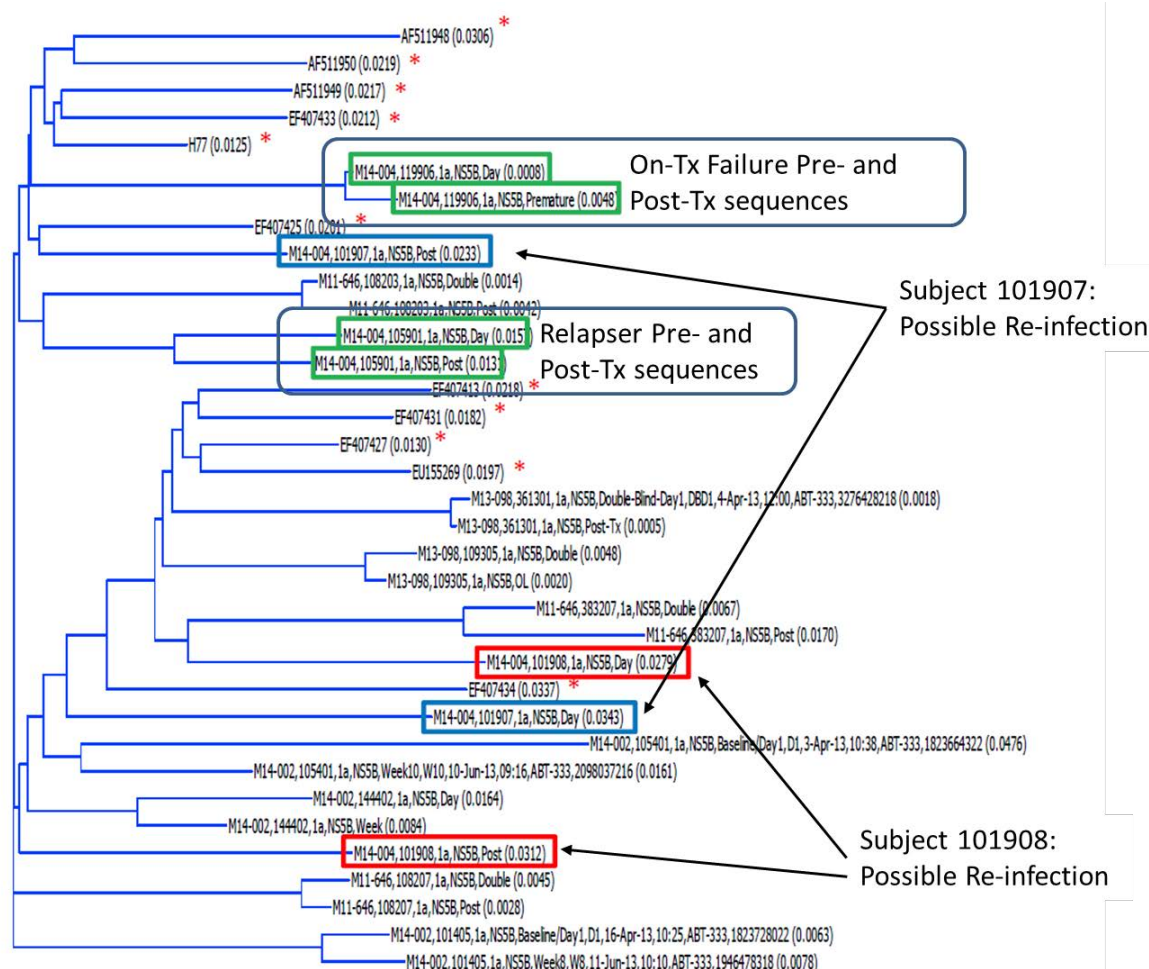 AF511948 (0.0306) *
AF511950 (0.0219) *
AF511949 (0.0217) *
EF407433 (0.0212) *
H77 (0.0125) *
M14-004,119906,1a,NS5B,Day (0.0008)
M14-004,119906,1a,NS5B,Premature (0.0048)
On-Tx Failure Pre- and
Post-Tx sequences
EF407425 (0.0201) *
M14-004,101907,1a,NS5B,Post (0.0233)
M11-646,108203,1a,NS5B,Double (0.0014)
M11-646,108203,1a,NS5B,Post (0.0042)
Subject 101907:
Possible Re-infection
M14-004,105901,1a,NS5B,Day (0.0157)
M14-004,105901,1a,NS5B,Post (0.0131)
Relapser Pre- and
Post-Tx sequences
EF407413 (0.0218) *
EF407431 (0.0182) *
EF407427 (0.0130) *
EU155269 (0.0197) *
M13-098,361301,1a,NS5B,Double-Blind-Day1,DBD1,4-Apr-13,12:00,ABT-333,3276428218 (0.0018)
M13-098,361301,1a,NS5B,Post-Tx (0.0005)
M13-098,109305,1a,NS5B,Double (0.0048)
M13-098,109305,1a,NS5B,OL (0.0020)
M11-646,383207,1a,NS5B,Double (0.0067)
M11-646,383207,1a,NS5B,Post (0.0170)
M14-004,101908,1a,NS5B,Day (0.0279)
EF407434 (0.0337) *
M14-004,101907,1a,NS5B,Day (0.0343)
M14-002,105401,1a,NS5B,Baseline/Day1,D1,3-Apr-13,10:38,ABT-333,1823664322 (0.0476)
M14-002,105401,1a,NS5B,Week10,W10,10-Jun-13,09:16,ABT-333,2098037216 (0.0161)
M14-002,144402,1a,NS5B,Day (0.0164)
M14-002,144402,1a,NS5B,Week (0.0084)
M14-004,101908,1a,NS5B,Post (0.0312)
Subject 101908:
Possible Re-infection
M11-646,108207,1a,NS5B,Double (0.0045)
M11-646,108207,1a,NS5B,Post (0.0028)
M14-002,101405,1a,NS5B,Baseline/Day1,D1,16-Apr-13,10:25,ABT-333,1823728022 (0.0063)
M14-002,101405,1a,NS5B,Week8,W8,11-Jun-13,10:10,ABT-333,1946478318 (0.0078)